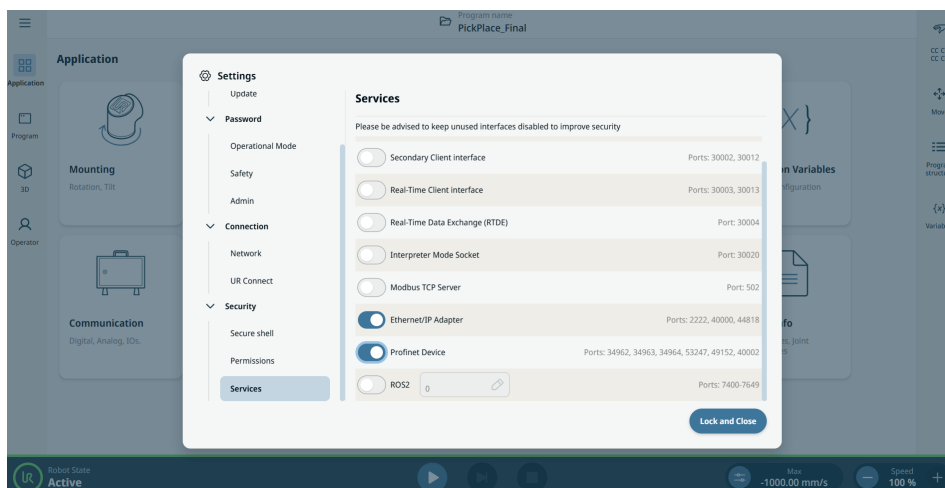 Program name
PickPlace_Final
Application
Settings
Update
Password
Operational Mode
Safety
Admin
Connection
Network
UR Connect
Security
Secure shell
Permissions
Services
Services
Please be advised to keep unused interfaces disabled to improve security
Secondary Client interface
Ports: 30002, 30012
Real-Time Client interface
Ports: 30003, 30013
Real-Time Data Exchange (RTDE)
Port: 30004
Interpreter Mode Socket
Port: 30020
Modbus TCP Server
Port: 502
Ethernet/IP Adapter
Ports: 2222, 40000, 44818
Profinet Device
Ports: 34962, 34963, 34964, 53247, 49152, 40002
ROS2
0
Ports: 7400-7649
Lock and Close
Application
Program
3D
Operator
Mounting
Rotation, Tilt
Communication
Digital, Analog, IOs,
X }
n Variables
nfiguration
fo
s, Joint
CC C
CC C
Mov
Progra
struct
{x}
Variab
UR
Robot State
Active
Max
-1000.00 mm/s
Speed
100 %